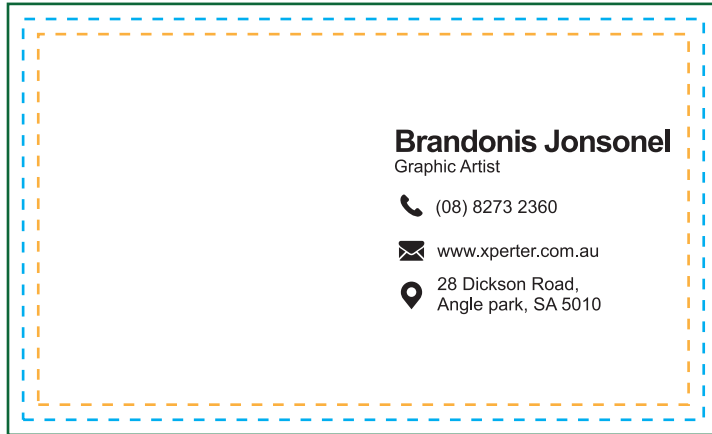 Brandonis Jonsonel
Graphic Artist
(08) 8273 2360
www.xperter.com.au
28 Dickson Road,
Angle park, SA 5010